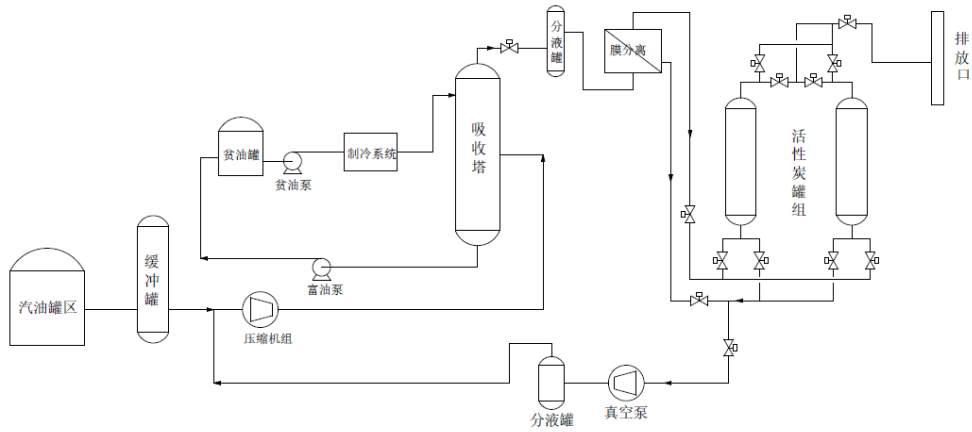 分液罐
膜分离
排放口
吸收塔
活性炭罐组
贫油罐
制冷系统
贫油泵
缓冲罐
富油泵
汽油罐区
压缩机组
分液罐
真空泵